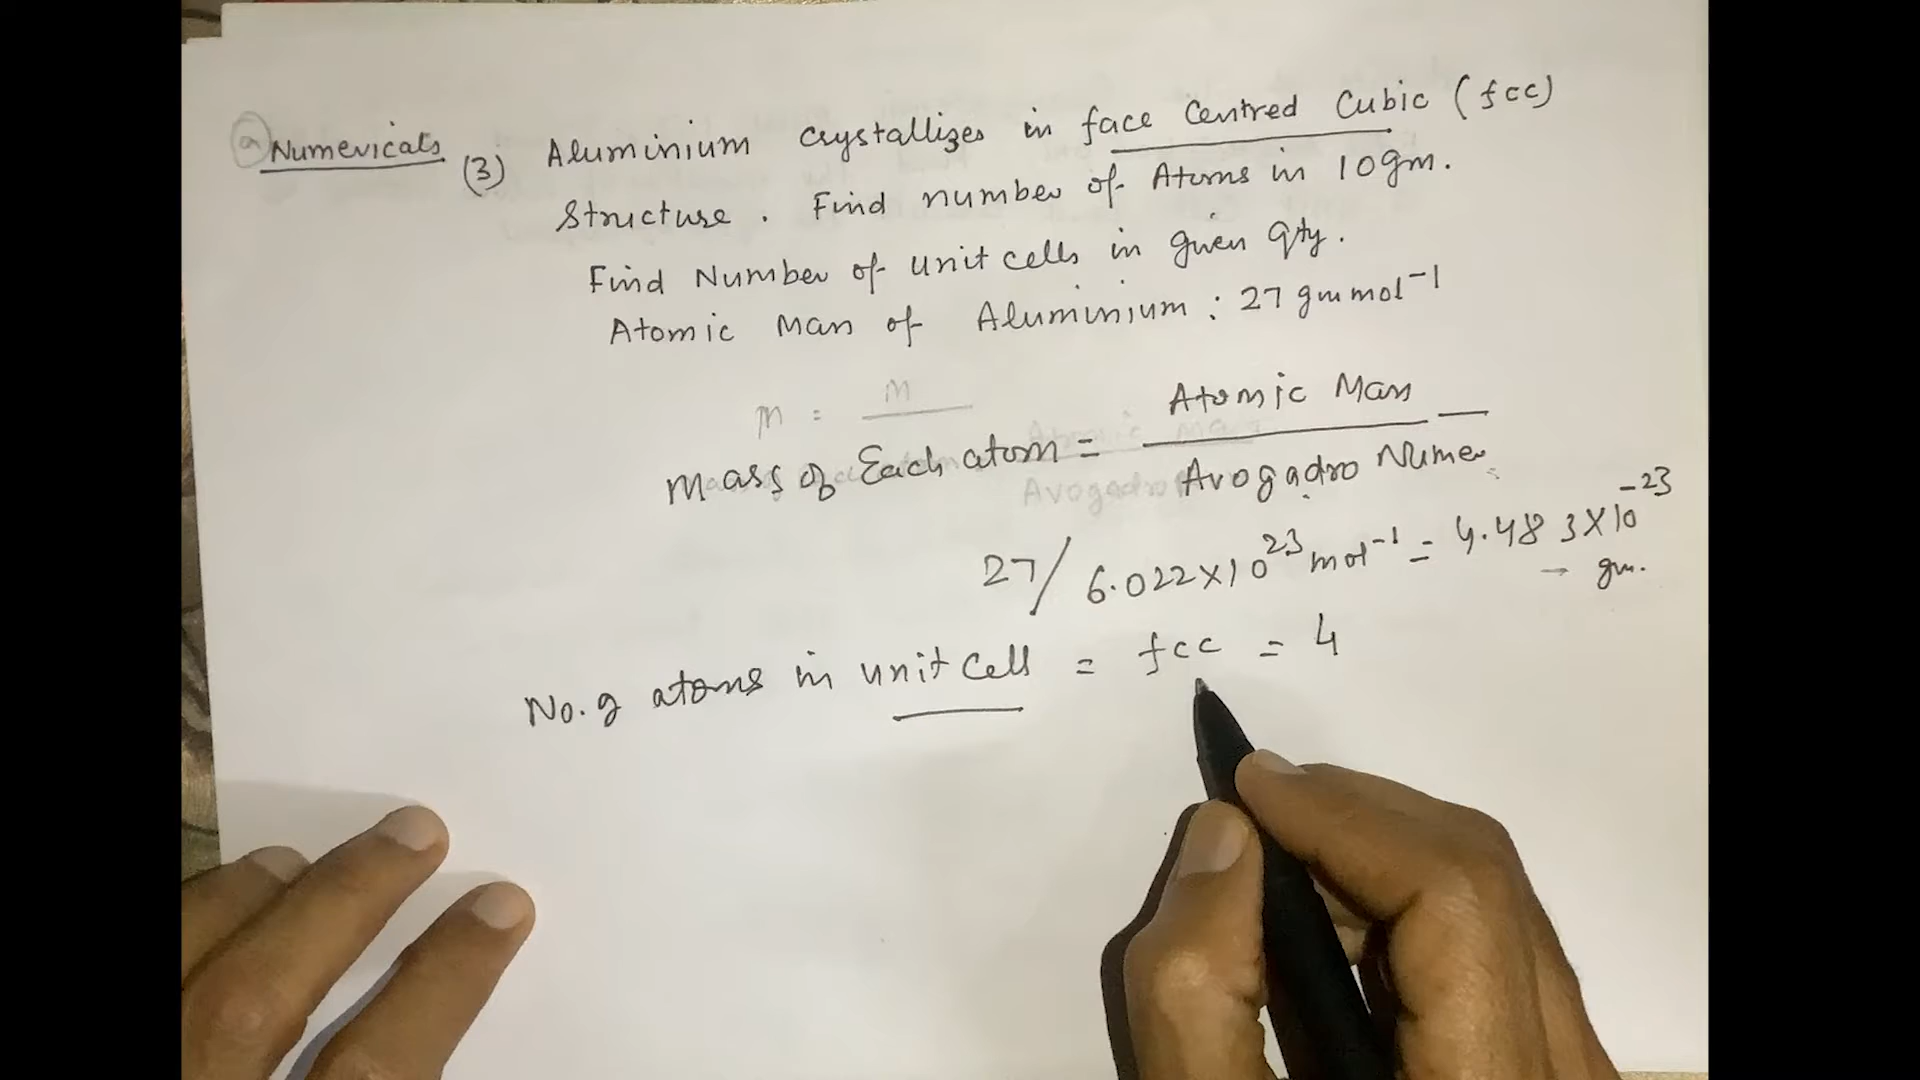 Numericals (3) Aluminium crystallizes in face Centred Cubic (fcc)
Structure. Find number of Atoms in 10gm.
Find Number of unit cells in given qty.
Atomic Mass of Aluminium : 27 gm mol⁻¹
m = M
Mass of Each atom = Atomic Mass
Avogadro Numer
27/6.022×10²³ mol⁻¹ = 4.483×10⁻²³
gm.
No. of atoms in unit cell = fcc = 4